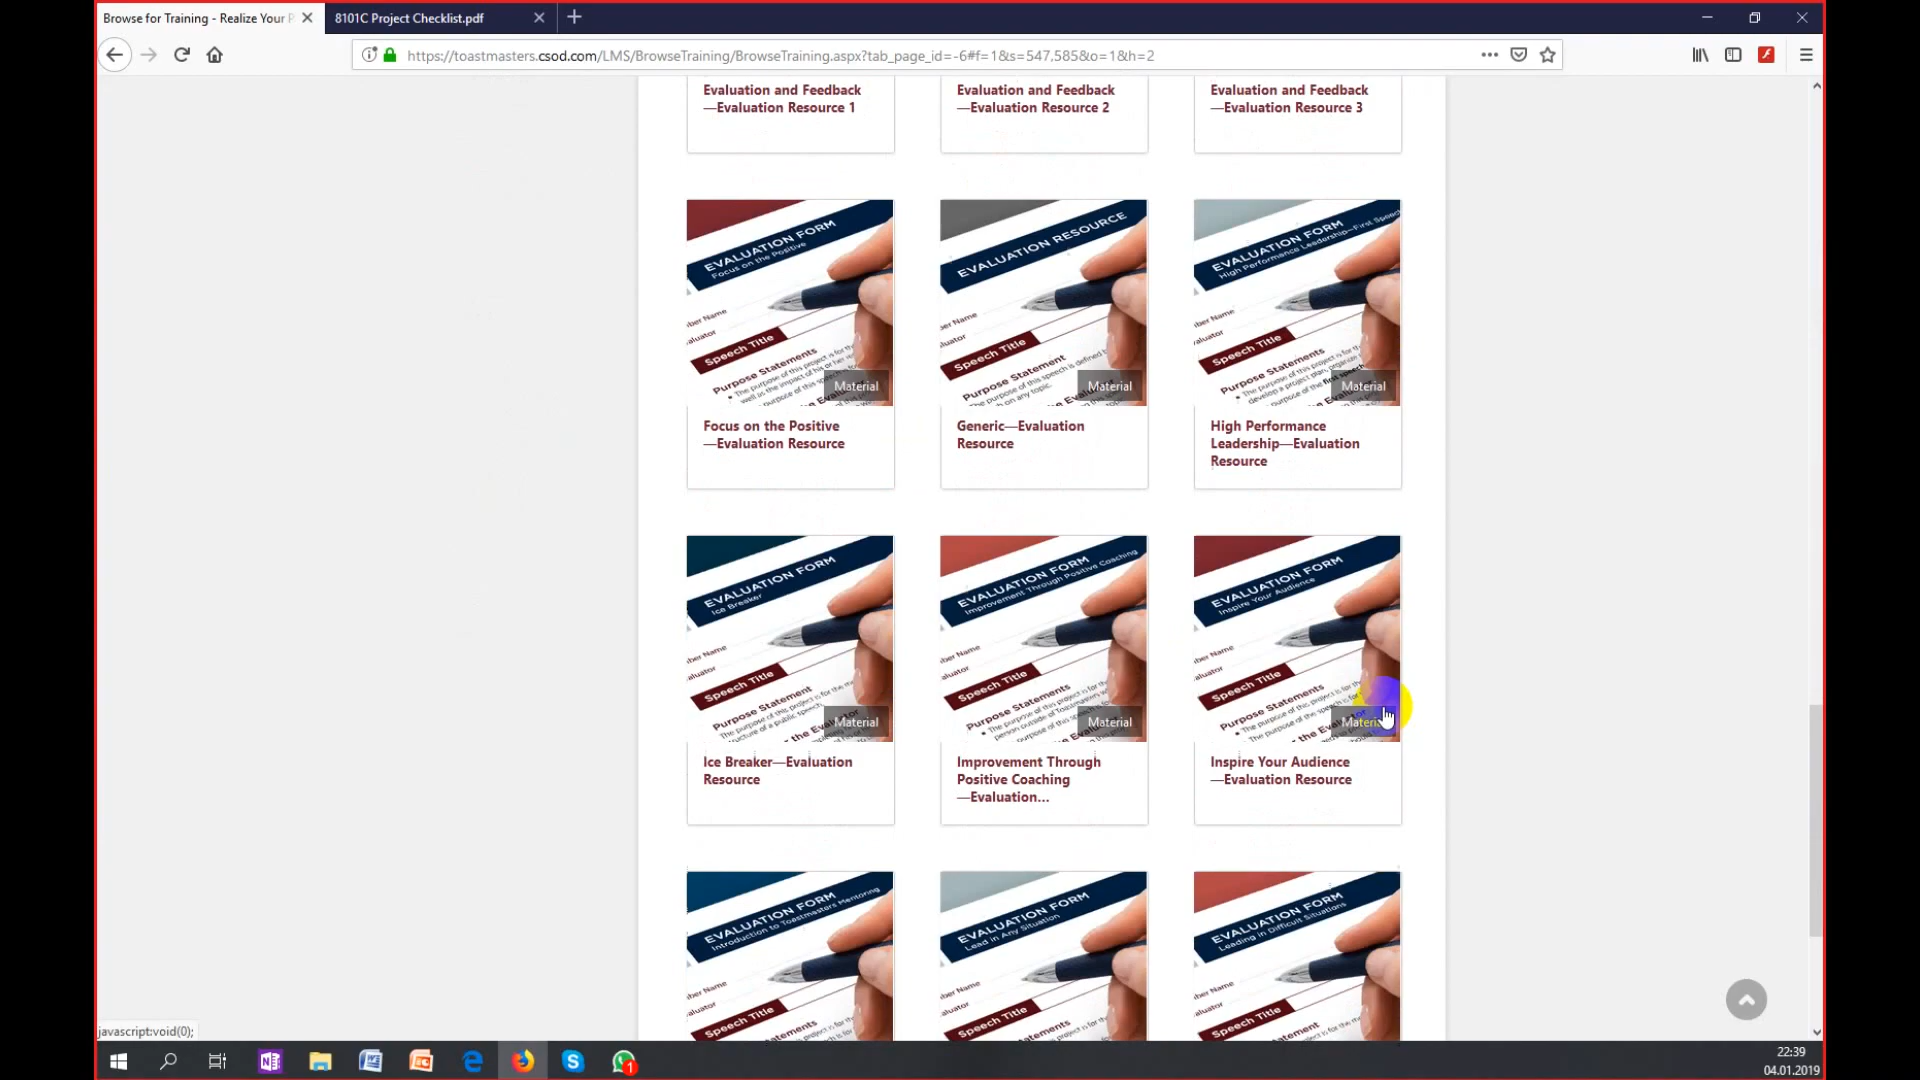 Browse for Training - Realize Your P
8101C Project Checklist.pdf
https://toastmasters.csod.com/LMS/BrowseTraining/BrowseTraining.aspx?tab_page_id=-6#f=1&s=547,585&o=1&h=2
Evaluation and Feedback
—Evaluation Resource 1
Evaluation and Feedback
—Evaluation Resource 2
Evaluation and Feedback
—Evaluation Resource 3
EVALUATION FORM
Focus on the Positive
Speech Title
Purpose Statements
Material
Focus on the Positive
—Evaluation Resource
EVALUATION RESOURCE
Speech Title
Purpose Statement
Material
Generic—Evaluation
Resource
EVALUATION FORM
High Performance Leadership—First Speech
Speech Title
Purpose Statements
Material
High Performance
Leadership—Evaluation
Resource
EVALUATION FORM
Ice Breaker
Speech Title
Purpose Statement
Material
Ice Breaker—Evaluation
Resource
EVALUATION FORM
Improvement Through Positive Coaching
Speech Title
Purpose Statements
Material
Improvement Through
Positive Coaching
—Evaluation...
EVALUATION FORM
Inspire Your Audience
Speech Title
Purpose Statements
Material
Inspire Your Audience
—Evaluation Resource
EVALUATION FORM
Introduction to Toastmasters Mentoring
Speech Title
EVALUATION FORM
Lead in Any Situation
Speech Title
EVALUATION FORM
Leading in Difficult Situations
Speech Title
javascript:void(0);
1
22:39
04.01.2019